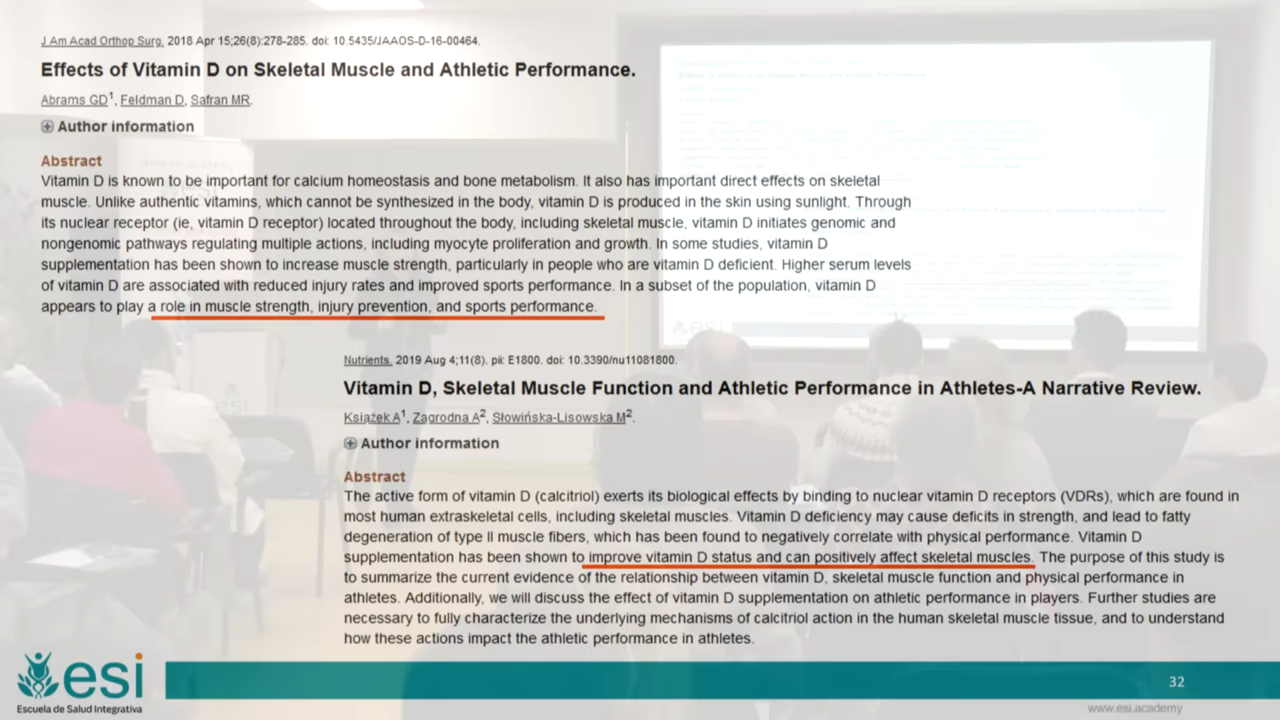 J Am Acad Orthop Surg. 2018 Apr 15;26(8):278-285. doi: 10.5435/JAAOS-D-16-00464.
Effects of Vitamin D on Skeletal Muscle and Athletic Performance.
Abrams GD1, Feldman D, Safran MR.
Author information
Abstract
Vitamin D is known to be important for calcium homeostasis and bone metabolism. It also has important direct effects on skeletal
muscle. Unlike authentic vitamins, which cannot be synthesized in the body, vitamin D is produced in the skin using sunlight. Through
its nuclear receptor (ie, vitamin D receptor) located throughout the body, including skeletal muscle, vitamin D initiates genomic and
nongenomic pathways regulating multiple actions, including myocyte proliferation and growth. In some studies, vitamin D
supplementation has been shown to increase muscle strength, particularly in people who are vitamin D deficient. Higher serum levels
of vitamin D are associated with reduced injury rates and improved sports performance. In a subset of the population, vitamin D
appears to play a role in muscle strength, injury prevention, and sports performance.
Nutrients. 2019 Aug 4;11(8). pii: E1800. doi: 10.3390/nu11081800.
Vitamin D, Skeletal Muscle Function and Athletic Performance in Athletes-A Narrative Review.
Książek A1, Zagrodna A2, Słowińska-Lisowska M2.
Author information
Abstract
The active form of vitamin D (calcitriol) exerts its biological effects by binding to nuclear vitamin D receptors (VDRs), which are found in
most human extraskeletal cells, including skeletal muscles. Vitamin D deficiency may cause deficits in strength, and lead to fatty
degeneration of type II muscle fibers, which has been found to negatively correlate with physical performance. Vitamin D
supplementation has been shown to improve vitamin D status and can positively affect skeletal muscles. The purpose of this study is
to summarize the current evidence of the relationship between vitamin D, skeletal muscle function and physical performance in
athletes. Additionally, we will discuss the effect of vitamin D supplementation on athletic performance in players. Further studies are
necessary to fully characterize the underlying mechanisms of calcitriol action in the human skeletal muscle tissue, and to understand
how these actions impact the athletic performance in athletes.
esi
Escuela de Salud Integrativa
32
www.esi.academy
esi
esi
esi